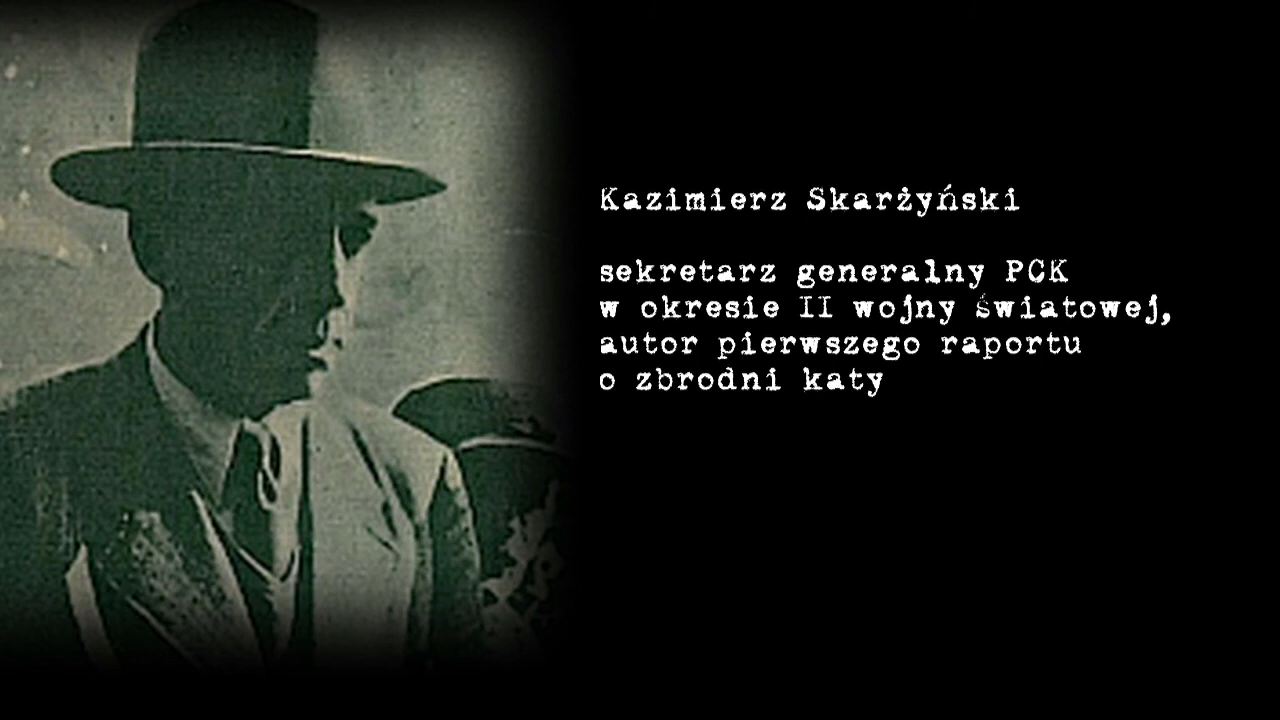 Kazimierz Skarżyński
sekretarz generalny PCK
w okresie II wojny światowej,
autor pierwszego raportu
o zbrodni katy